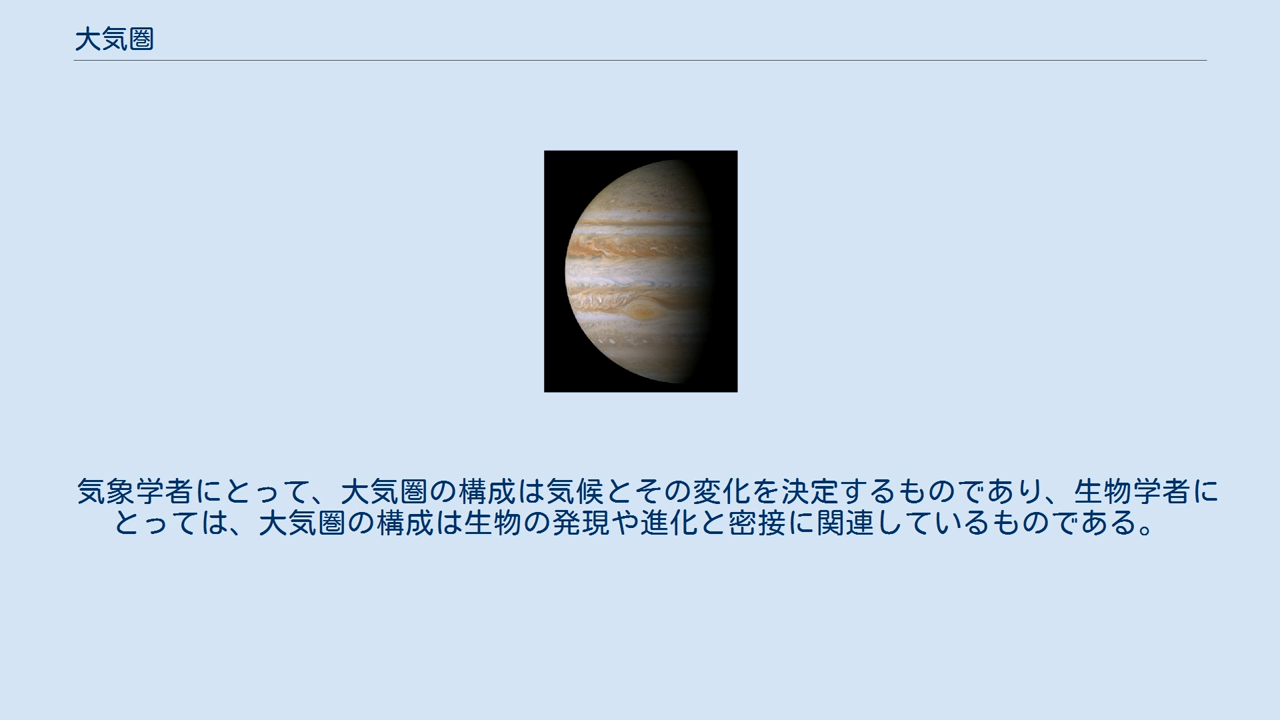 大気圏
気象学者にとって、大気圏の構成は気候とその変化を決定するものであり、生物学者に
とっては、大気圏の構成は生物の発現や進化と密接に関連しているものである。